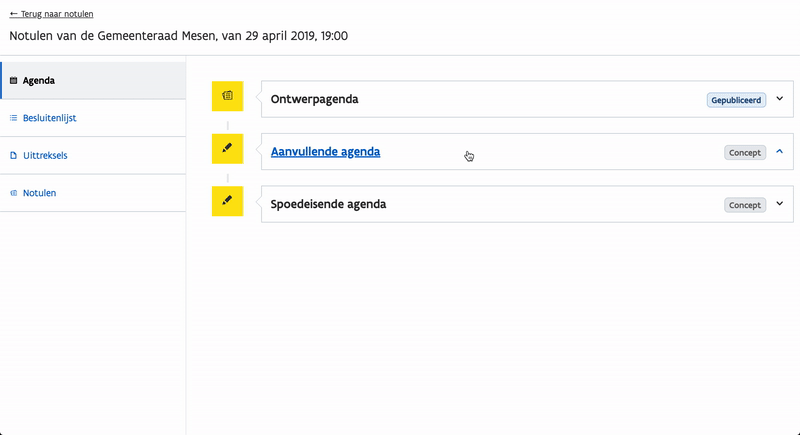 ← Terug naar notulen
Notulen van de Gemeenteraad Mesen, van 29 april 2019, 19:00
Agenda
Besluitenlijst
Uittreksels
Notulen
Ontwerpagenda
Gepubliceerd
Aanvullende agenda
Concept
Spoedeisende agenda
Concept